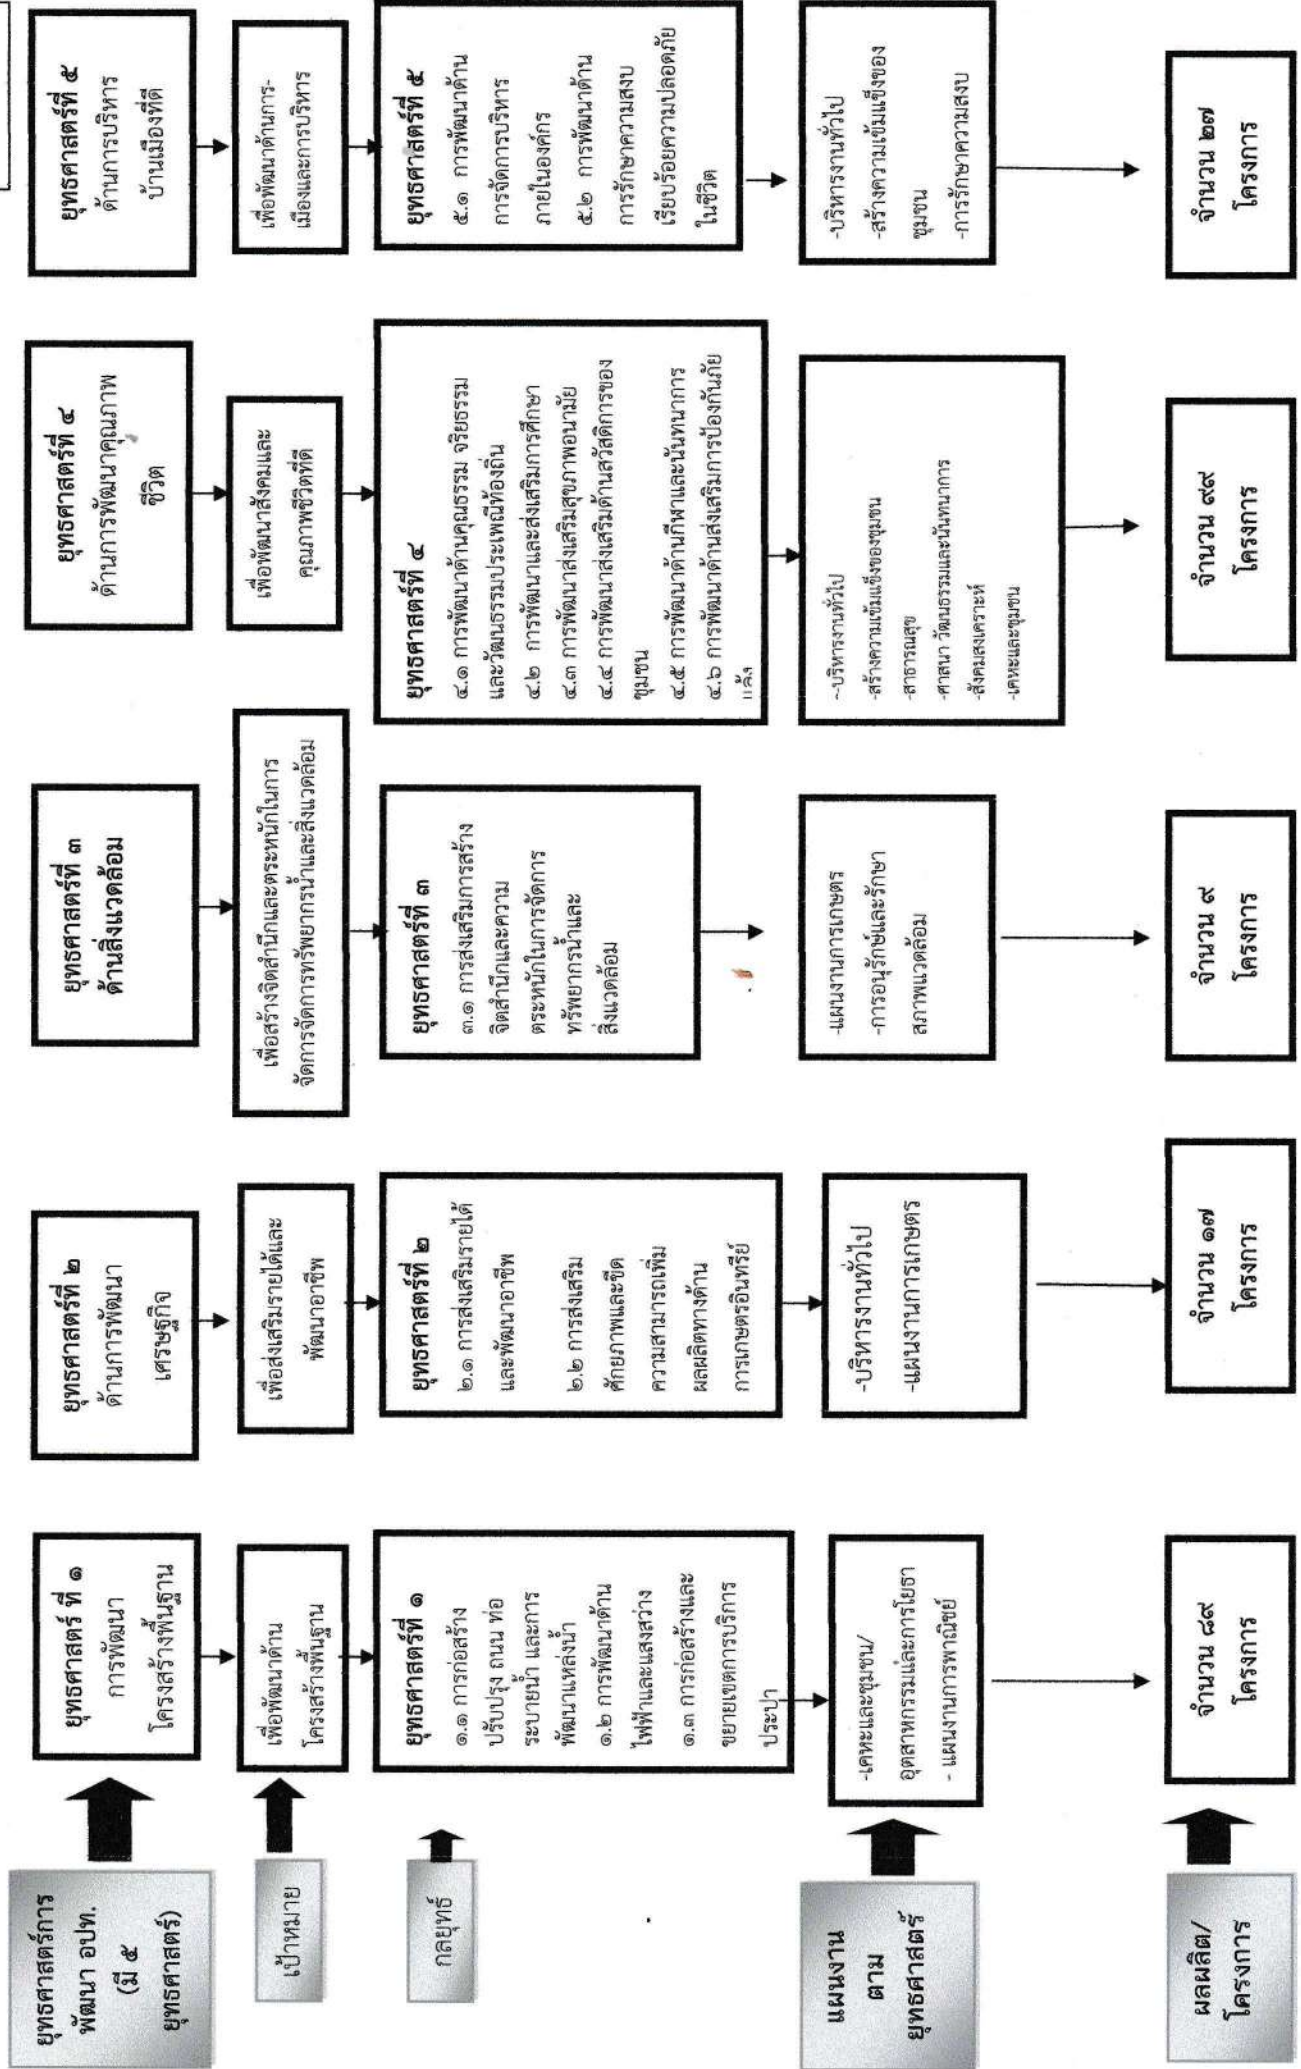 ยุทธศาสตร์การ
พัฒนา อปท.
(มี ๕
ยุทธศาสตร์)
ยุทธศาสตร์ ที่ ๑
การพัฒนา
โครงสร้างพื้นฐาน
ยุทธศาสตร์ที่ ๒
ด้านการพัฒนา
เศรษฐกิจ
ยุทธศาสตร์ที่ ๓
ด้านสิ่งแวดล้อม
ยุทธศาสตร์ที่ ๔
ด้านการพัฒนาคุณภาพ
ชีวิต
ยุทธศาสตร์ที่ ๕
ด้านการบริหาร
บ้านเมืองที่ดี
เป้าหมาย
เพื่อพัฒนาด้าน
โครงสร้างพื้นฐาน
เพื่อส่งเสริมรายได้และ
พัฒนาอาชีพ
เพื่อสร้างจิตสำนึกและตระหนักในการ
จัดการจัดการทรัพยากรน้ำและสิ่งแวดล้อม
เพื่อพัฒนาสังคมและ
คุณภาพชีวิตที่ดี
เพื่อพัฒนาด้านการ-
เมืองและการบริหาร
กลยุทธ์
ยุทธศาสตร์ที่ ๑
๑.๑ การก่อสร้าง
ปรับปรุง ถนน ท่อ
ระบายน้ำ และการ
พัฒนาแหล่งน้ำ
๑.๒ การพัฒนาด้าน
ไฟฟ้าและแสงสว่าง
๑.๓ การก่อสร้างและ
ขยายเขตการบริการ
ประปา
ยุทธศาสตร์ที่ ๒
๒.๑ การส่งเสริมรายได้
และพัฒนาอาชีพ
๒.๒ การส่งเสริม
ศักยภาพและขีด
ความสามารถเพิ่ม
ผลผลิตทางด้าน
การเกษตรอินทรีย์
ยุทธศาสตร์ที่ ๓
๓.๑ การส่งเสริมการสร้าง
จิตสำนึกและความ
ตระหนักในการจัดการ
ทรัพยากรน้ำและ
สิ่งแวดล้อม
ยุทธศาสตร์ที่ ๔
๔.๑ การพัฒนาด้านคุณธรรม จริยธรรม
และวัฒนธรรมประเพณีท้องถิ่น
๔.๒ การพัฒนาและส่งเสริมการศึกษา
๔.๓ การพัฒนาส่งเสริมสุขภาพอนามัย
๔.๔ การพัฒนาส่งเสริมด้านสวัสดิการของ
ชุมชน
๔.๕ การพัฒนาด้านกีฬาและนันทนาการ
๔.๖ การพัฒนาด้านส่งเสริมการป้องกันภัย
แล้ง
ยุทธศาสตร์ที่ ๕
๕.๑ การพัฒนาด้าน
การจัดการบริหาร
ภายในองค์กร
๕.๒ การพัฒนาด้าน
การรักษาความสงบ
เรียบร้อยความปลอดภัย
ในชีวิต
แผนงาน
ตาม
ยุทธศาสตร์
-เคหะและชุมชน/
อุตสาหกรรมและการโยธา
- แผนงานการพาณิชย์
-บริหารงานทั่วไป
-แผนงานการเกษตร
-แผนงานการเกษตร
-การอนุรักษ์และรักษา
สภาพแวดล้อม
--บริหารงานทั่วไป
-สร้างความเข้มแข็งของชุมชน
-สาธารณสุข
-ศาสนา วัฒนธรรมและนันทนาการ
-สังคมสงเคราะห์
-เคหะและชุมชน
-บริหารงานทั่วไป
-สร้างความเข้มแข็งของ
ชุมชน
-การรักษาความสงบ
ผลผลิต/
โครงการ
จำนวน ๘๙
โครงการ
จำนวน ๑๗
โครงการ
จำนวน ๙
โครงการ
จำนวน ๙๙
โครงการ
จำนวน ๒๗
โครงการ